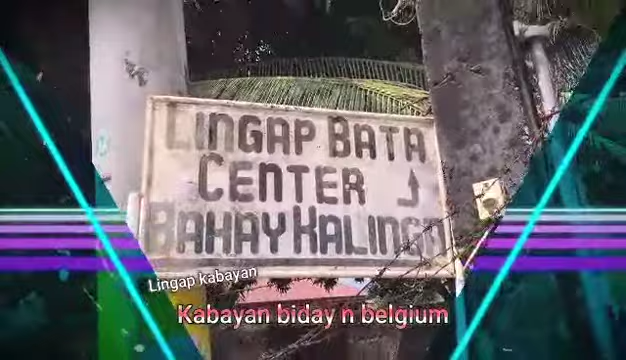 LINGAP BATA
CENTER
BAHAY KALINGA
Lingap kabayan
Kabayan biday n belgium